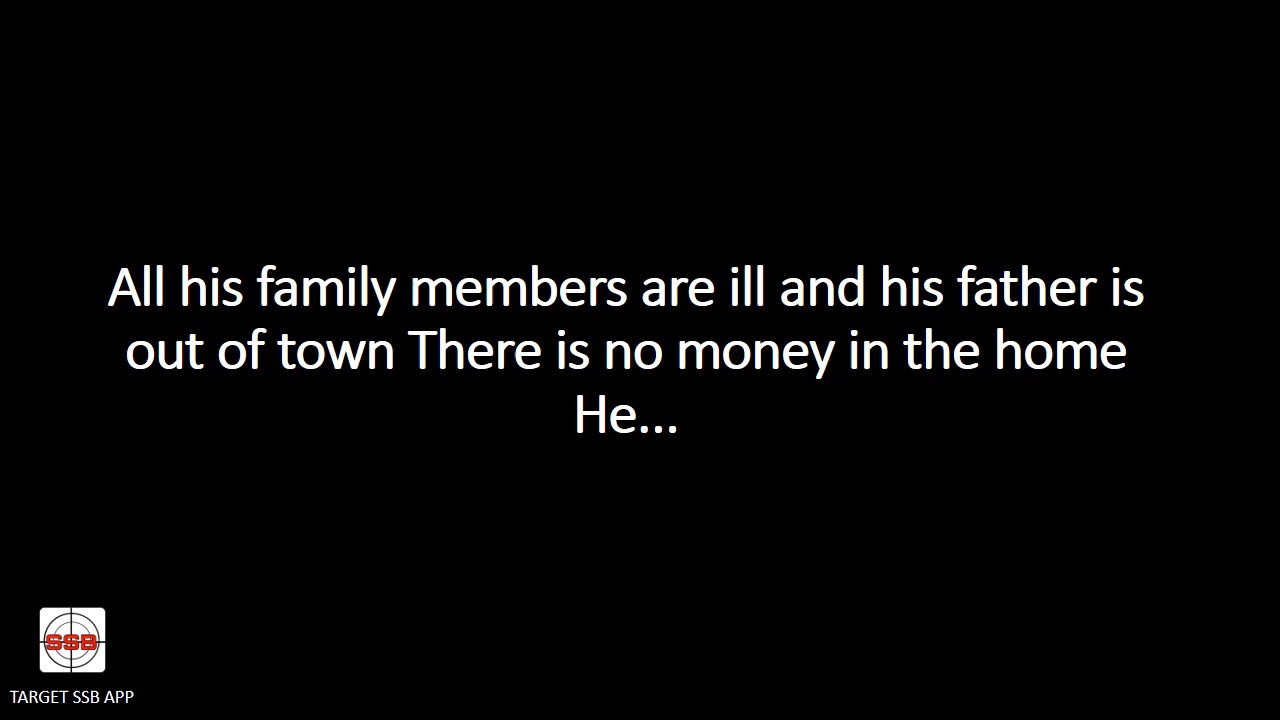 All his family members are ill and his father is
out of town There is no money in the home
He...
SSB
TARGET SSB APP